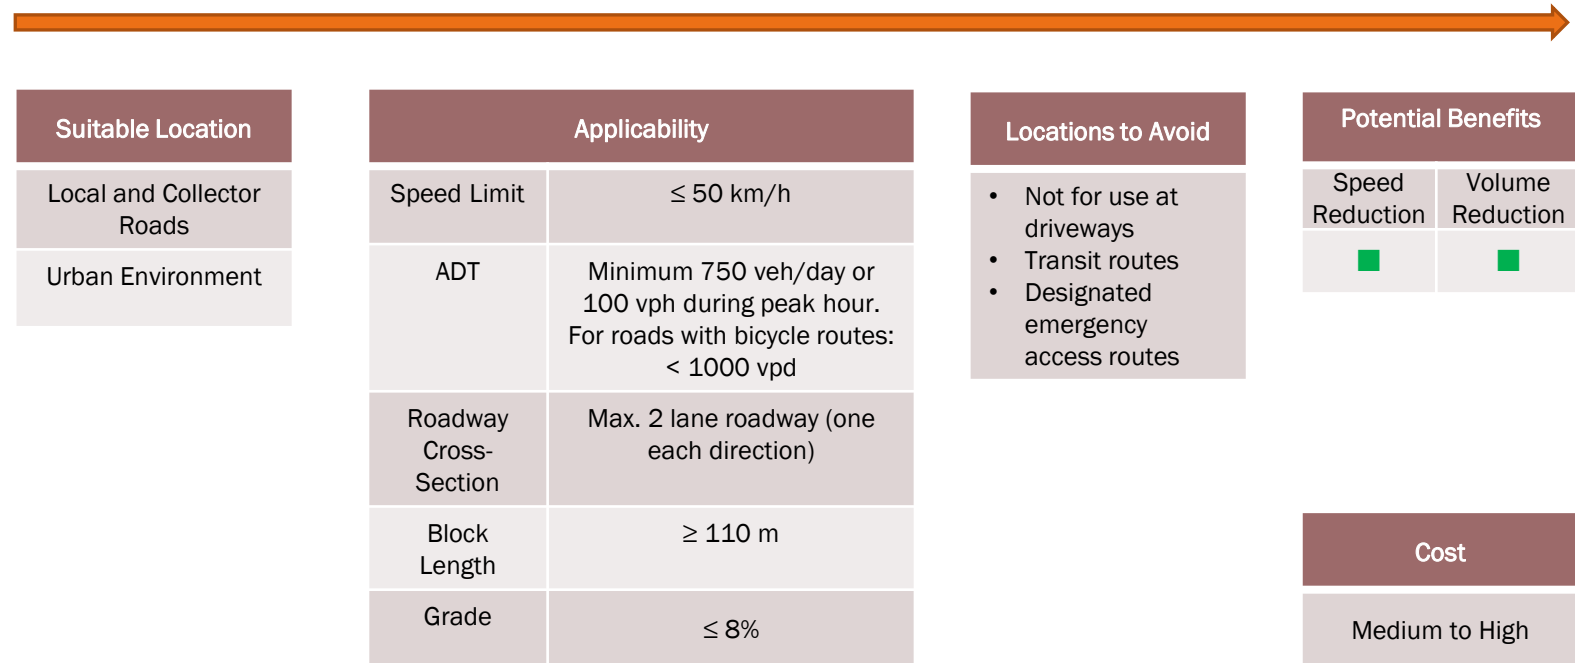 Suitable Location
Local and Collector
Roads
Urban Environment
Applicability
Speed Limit
≤ 50 km/h
ADT
Minimum 750 veh/day or
100 vph during peak hour.
For roads with bicycle routes:
< 1000 vpd
Roadway
Cross-
Section
Max. 2 lane roadway (one
each direction)
Block
Length
≥ 110 m
Grade
≤ 8%
Locations to Avoid
• Not for use at
driveways
• Transit routes
• Designated
emergency
access routes
Potential Benefits
Speed
Reduction
Volume
Reduction
Cost
Medium to High